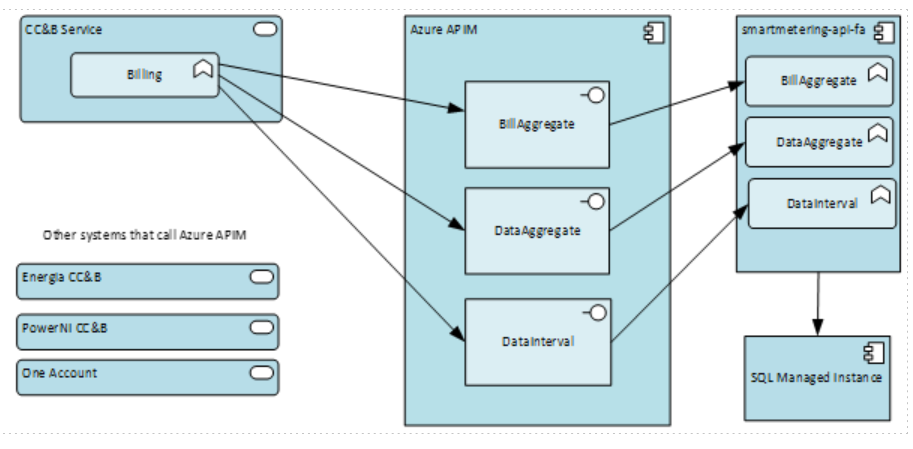 CC&B Service
Billing
Azure APIM
BillAggregate
DataAggregate
DataInterval
smartmetering-api-fa
BillAggregate
DataAggregate
DataInterval
Other systems that call Azure APIM
Energia CC&B
PowerNI CC&B
One Account
SQL Managed Instance